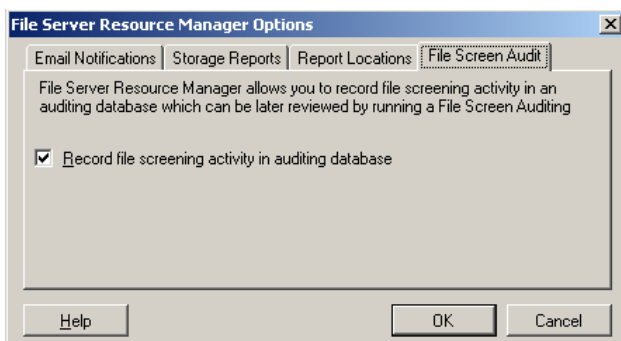 File Server Resource Manager Options
Email Notifications Storage Reports Report Locations File Screen Audit
File Server Resource Manager allows you to record file screening activity in an
auditing database which can be later reviewed by running a File Screen Auditing
Record file screening activity in auditing database
Help OK Cancel